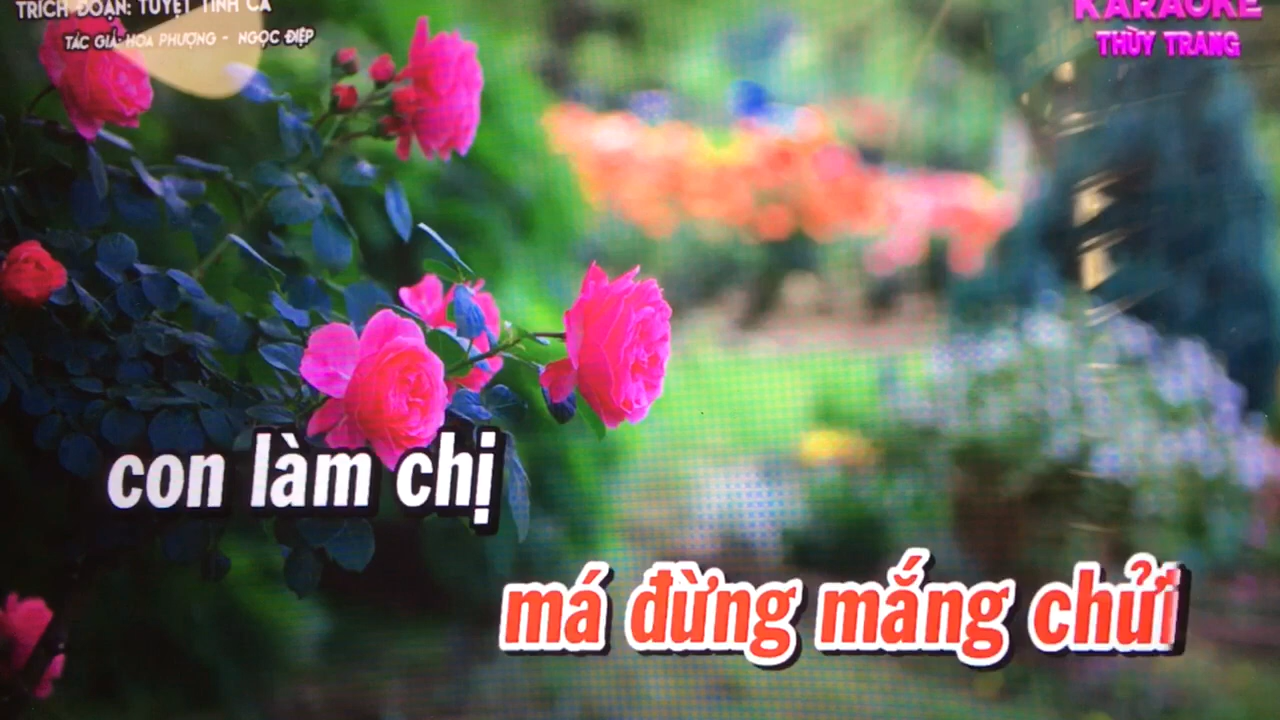 TRÍCH ĐOẠN: TUYỆT TÌNH CA
TÁC GIẢ: HOA PHƯỢNG - NGỌC ĐIỆP
KARAOKE
THÙY TRANG
con làm chị
má đừng mắng chửi